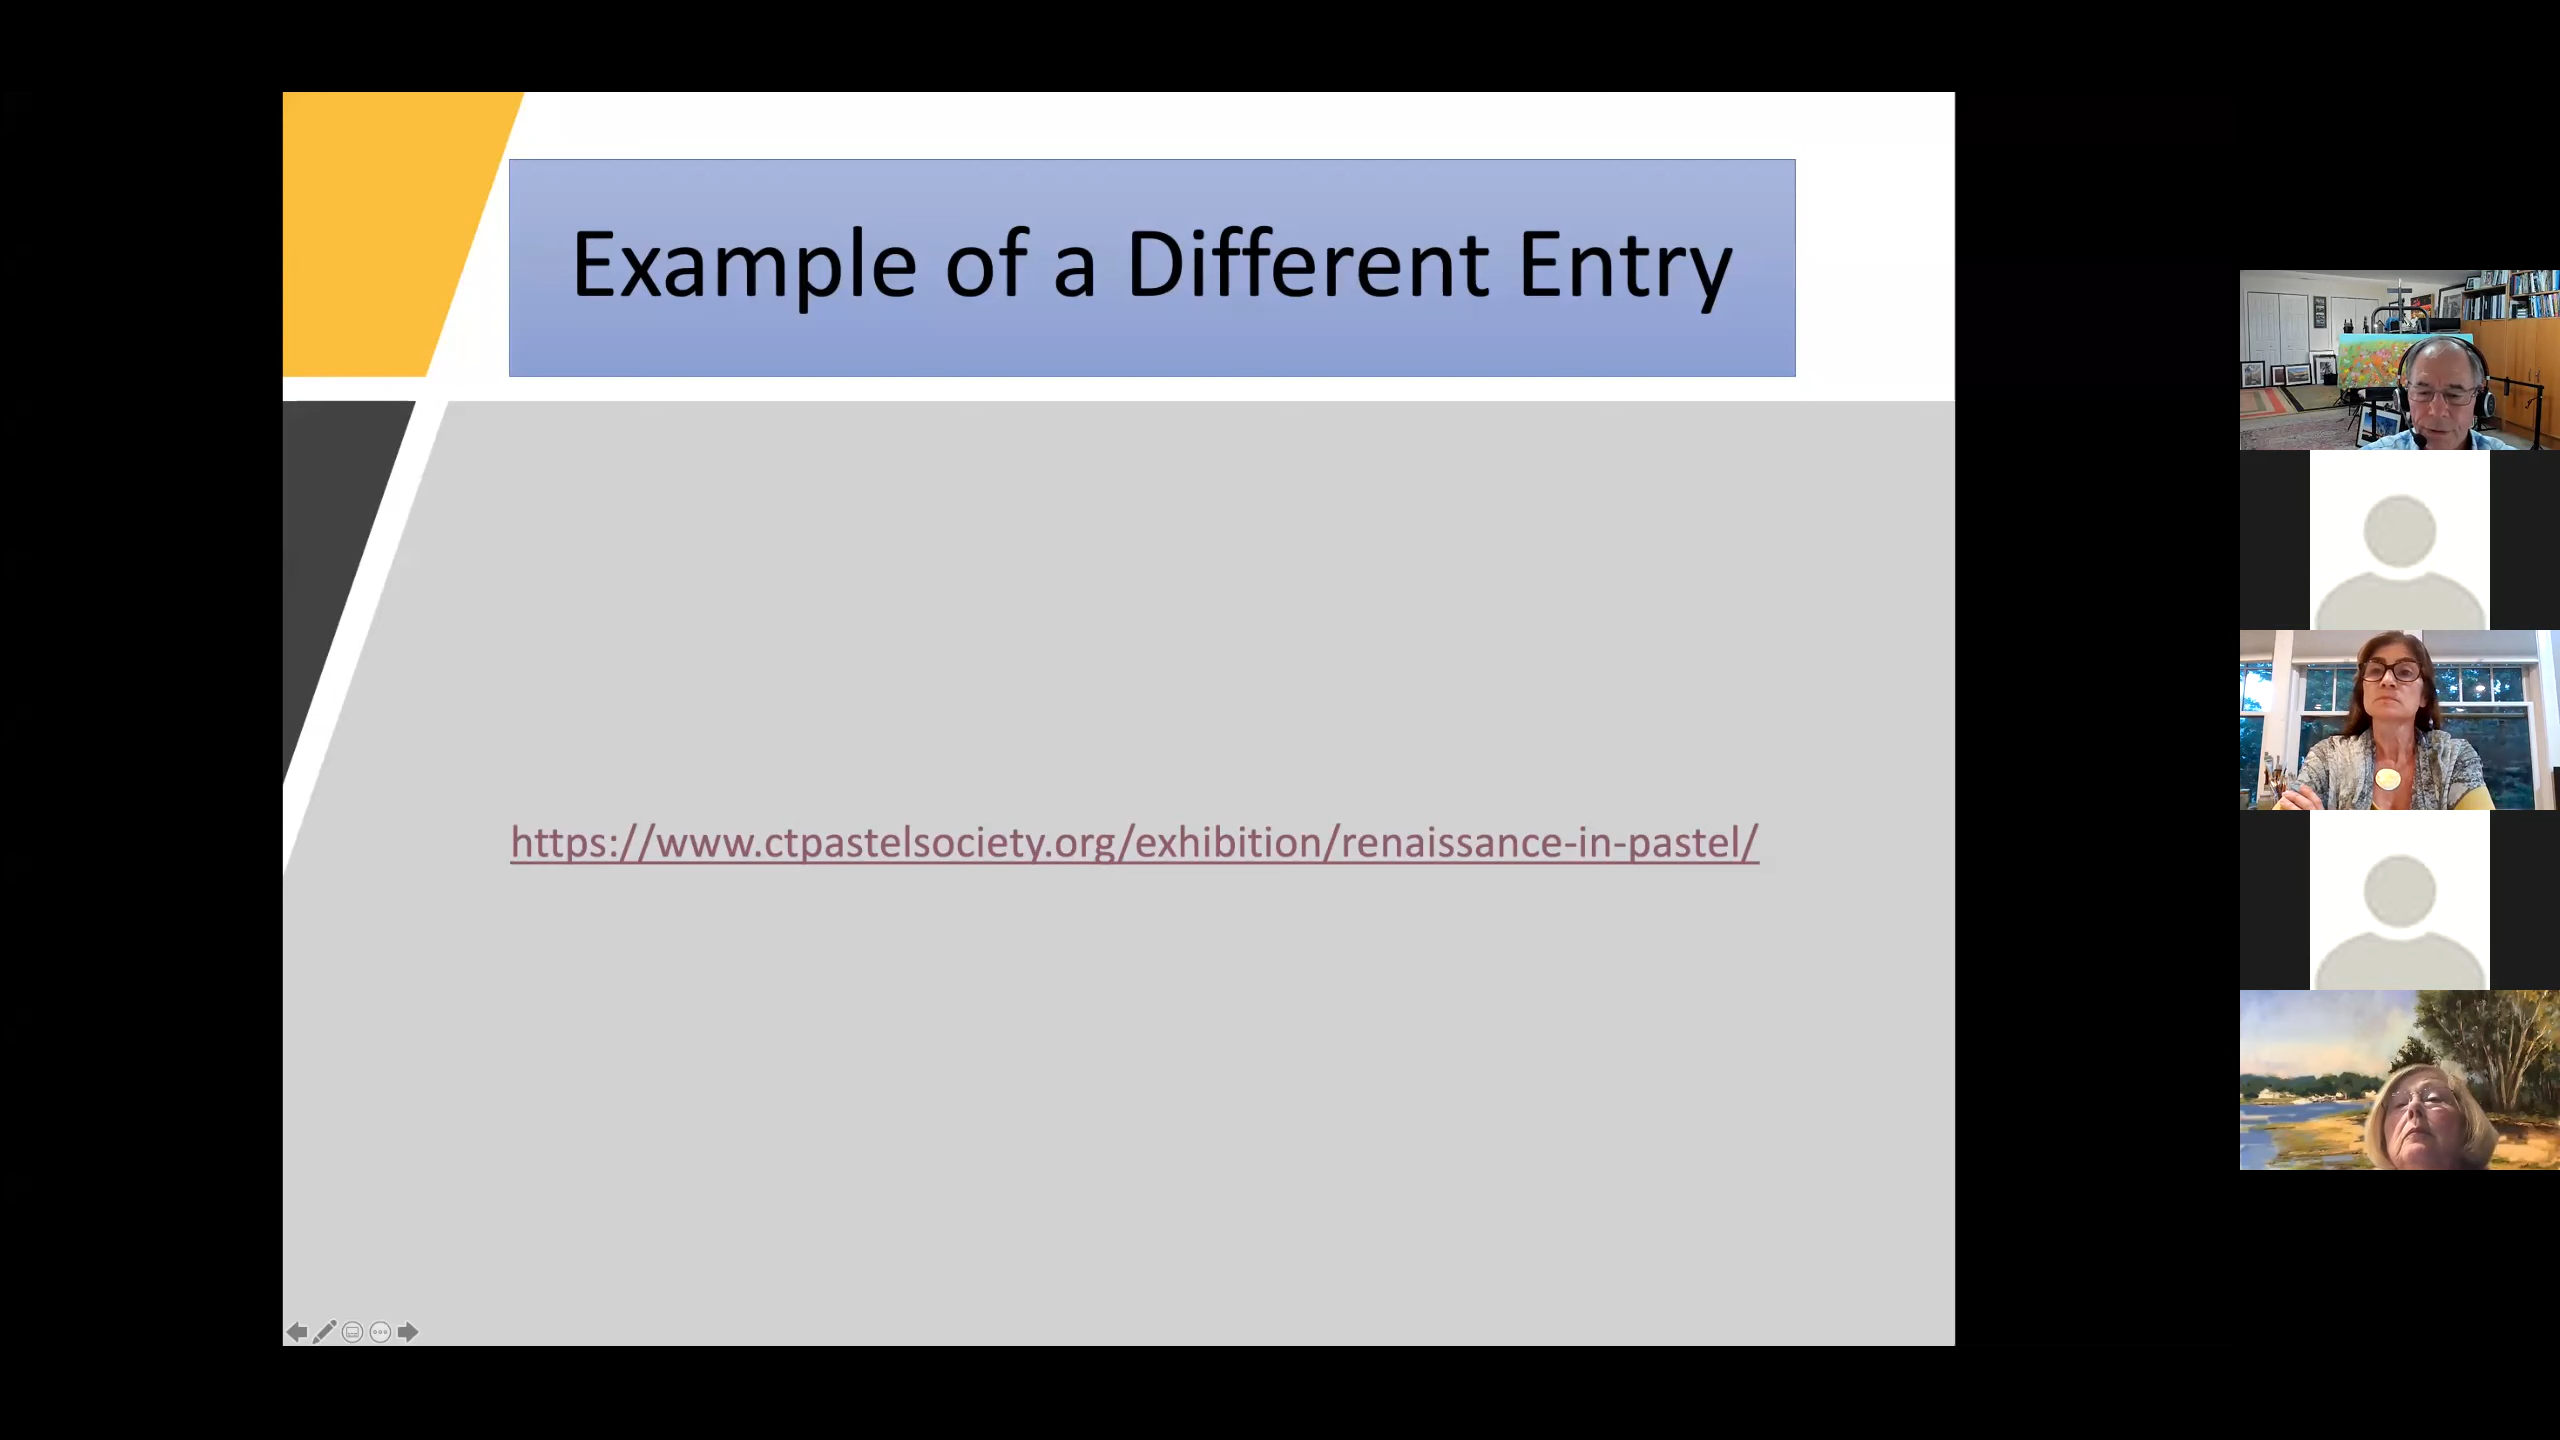 Example of a Different Entry
https://www.ctpastelsociety.org/exhibition/renaissance-in-pastel/